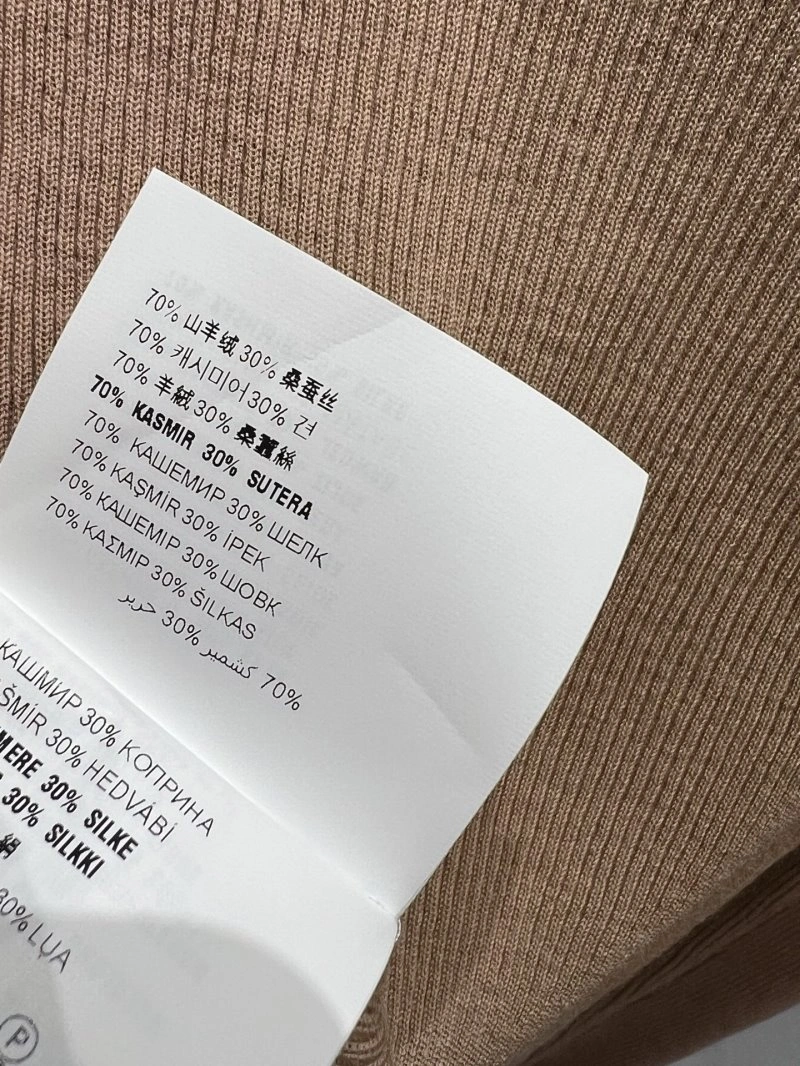 70% 山羊绒 30% 桑蚕丝
70% 캐시미어 30% 견
70% 羊絨 30% 桑蠶絲
70% KASMIR 30% SUTERA
70% КАШЕМИР 30% ШЕЛК
70% KAŞMİR 30% İPEK
70% КАШЕМІР 30% ШОВК
70% ΚΑΣΜΙΡ 30% ŠILKAS
70% كشمير 30% حرير
КАШМИР 30% КОПРИНА
ŠMÍR 30% HEDVÁBÍ
MERE 30% SILKE
30% SILKKI
絹
30% LỤA
P